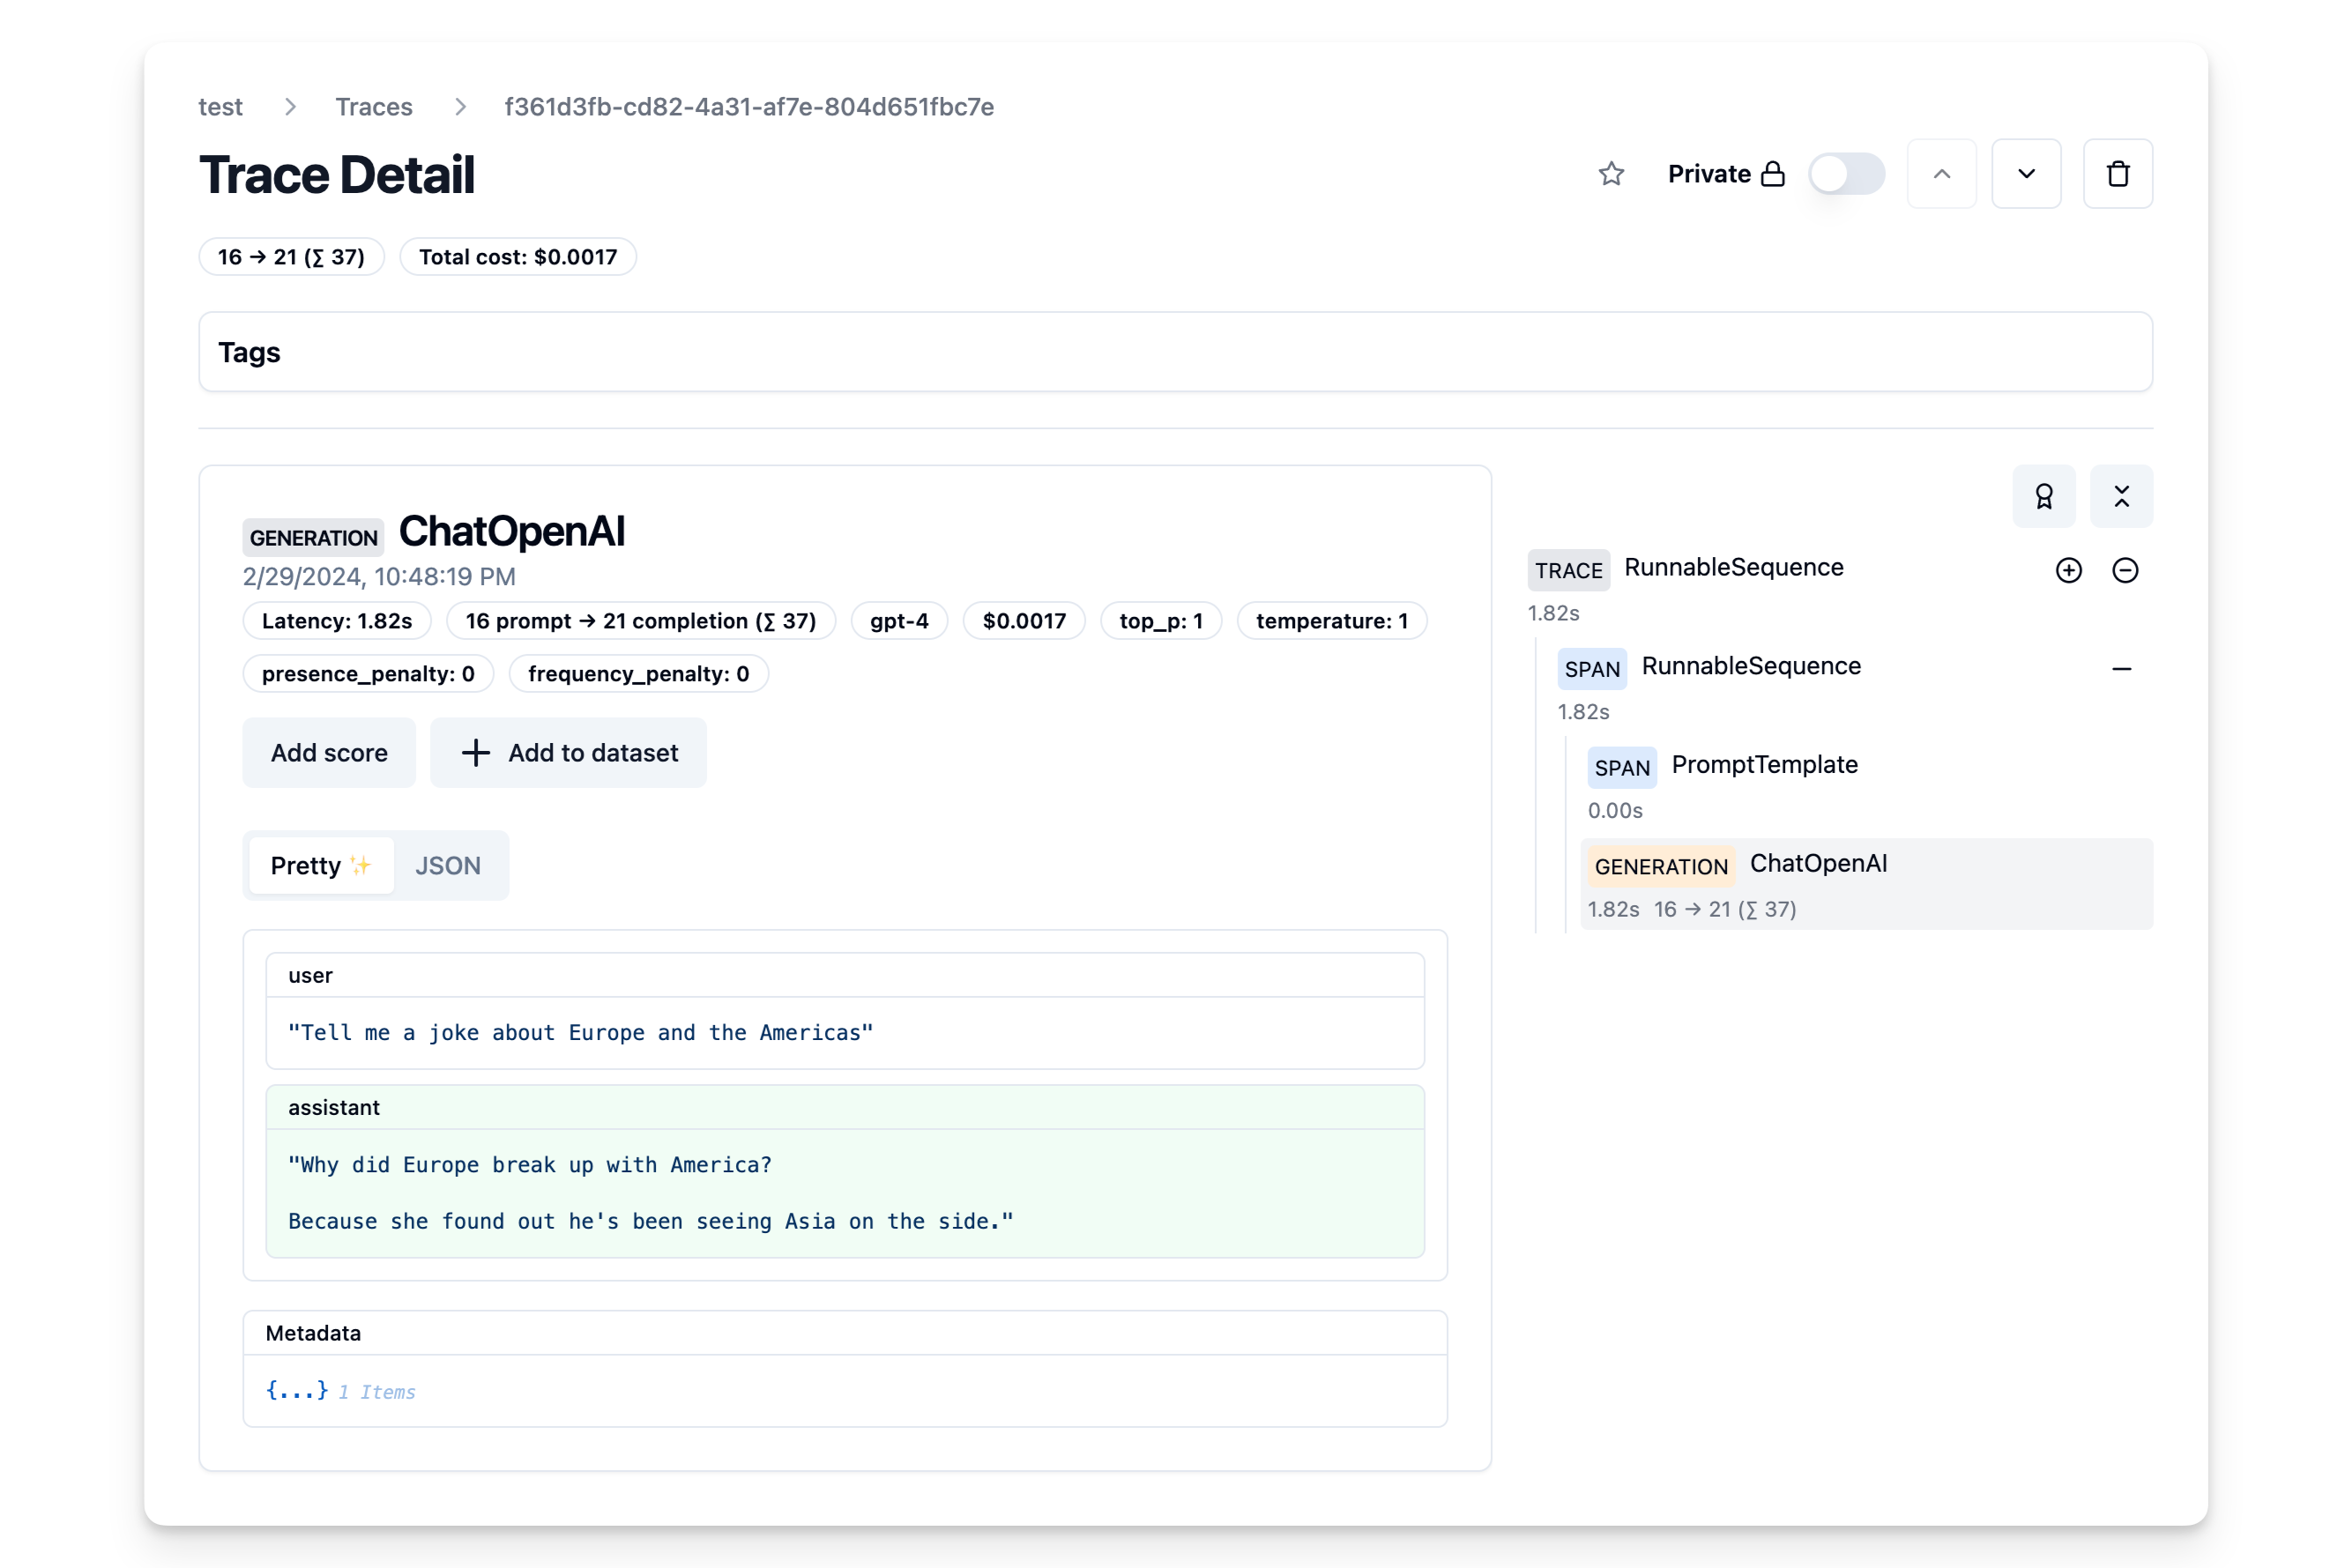 test > Traces > f361d3fb-cd82-4a31-af7e-804d651fbc7e
Trace Detail
Private
16 → 21 (∑ 37) Total cost: $0.0017
Tags
GENERATION ChatOpenAI
2/29/2024, 10:48:19 PM
Latency: 1.82s 16 prompt → 21 completion (∑ 37) gpt-4 $0.0017 top_p: 1 temperature: 1
presence_penalty: 0 frequency_penalty: 0
Add score + Add to dataset
Pretty ✨ JSON
user
"Tell me a joke about Europe and the Americas"
assistant
"Why did Europe break up with America?
Because she found out he's been seeing Asia on the side."
Metadata
{...} 1 Items
TRACE RunnableSequence
1.82s
SPAN RunnableSequence
1.82s
SPAN PromptTemplate
0.00s
GENERATION ChatOpenAI
1.82s 16 → 21 (∑ 37)